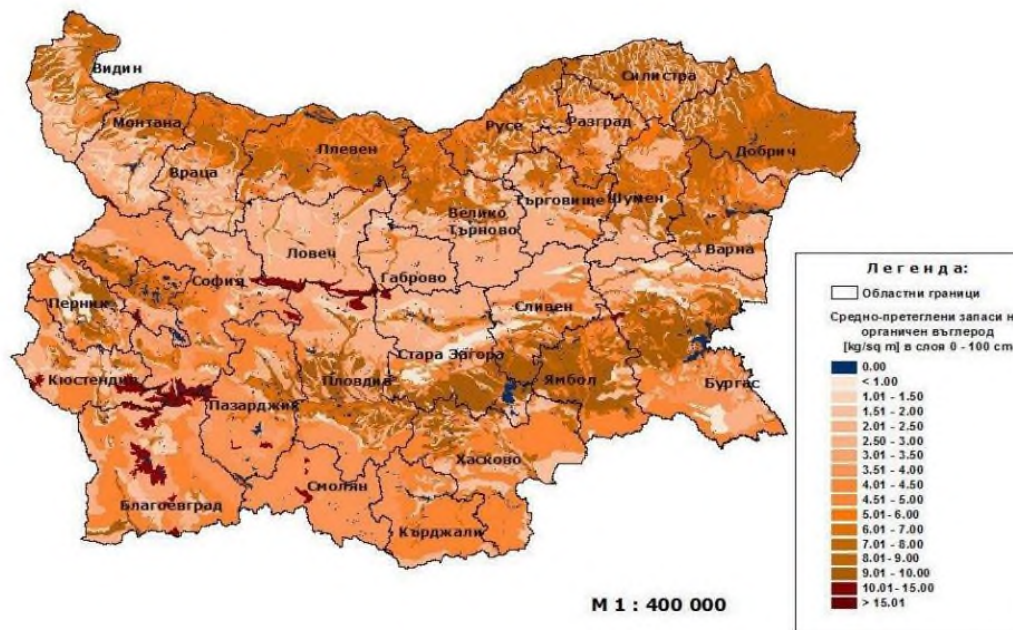 Видин
Силистра
Монтана
Русе
Разград
Плевен
Добрич
Враца
Велико
Търново
Търговище
Шумен
Варна
Ловеч
София
Габрово
Перник
Сливен
Стара Загора
Кюстендил
Пловдив
Ямбол
Бургас
Пазарджик
Хасково
Смолян
Благоевград
Кърджали
М 1 : 400 000
Легенда:
Областни граници
Средно-претеглени запаси н
органичен въглерод
[kg/sq m] в слоя 0 - 100 cm
0.00
< 1.00
1.01 - 1.50
1.51 - 2.00
2.01 - 2.50
2.50 - 3.00
3.01 - 3.50
3.51 - 4.00
4.01 - 4.50
4.51 - 5.00
5.01- 6.00
6.01 - 7.00
7.01 - 8.00
8.01- 9.00
9.01 - 10.00
10.01- 15.00
> 15.01